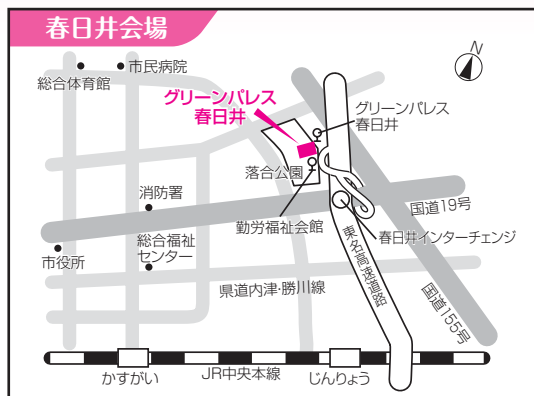 春日井会場
N
市民病院
総合体育館
グリーンパレス
春日井
グリーンパレス
春日井
落合公園
消防署
国道19号
勤労福祉会館
春日井インターチェンジ
総合福祉
センター
市役所
東名高速道路
県道内津・勝川線
国道155号
かすがい
JR中央本線
じんりょう